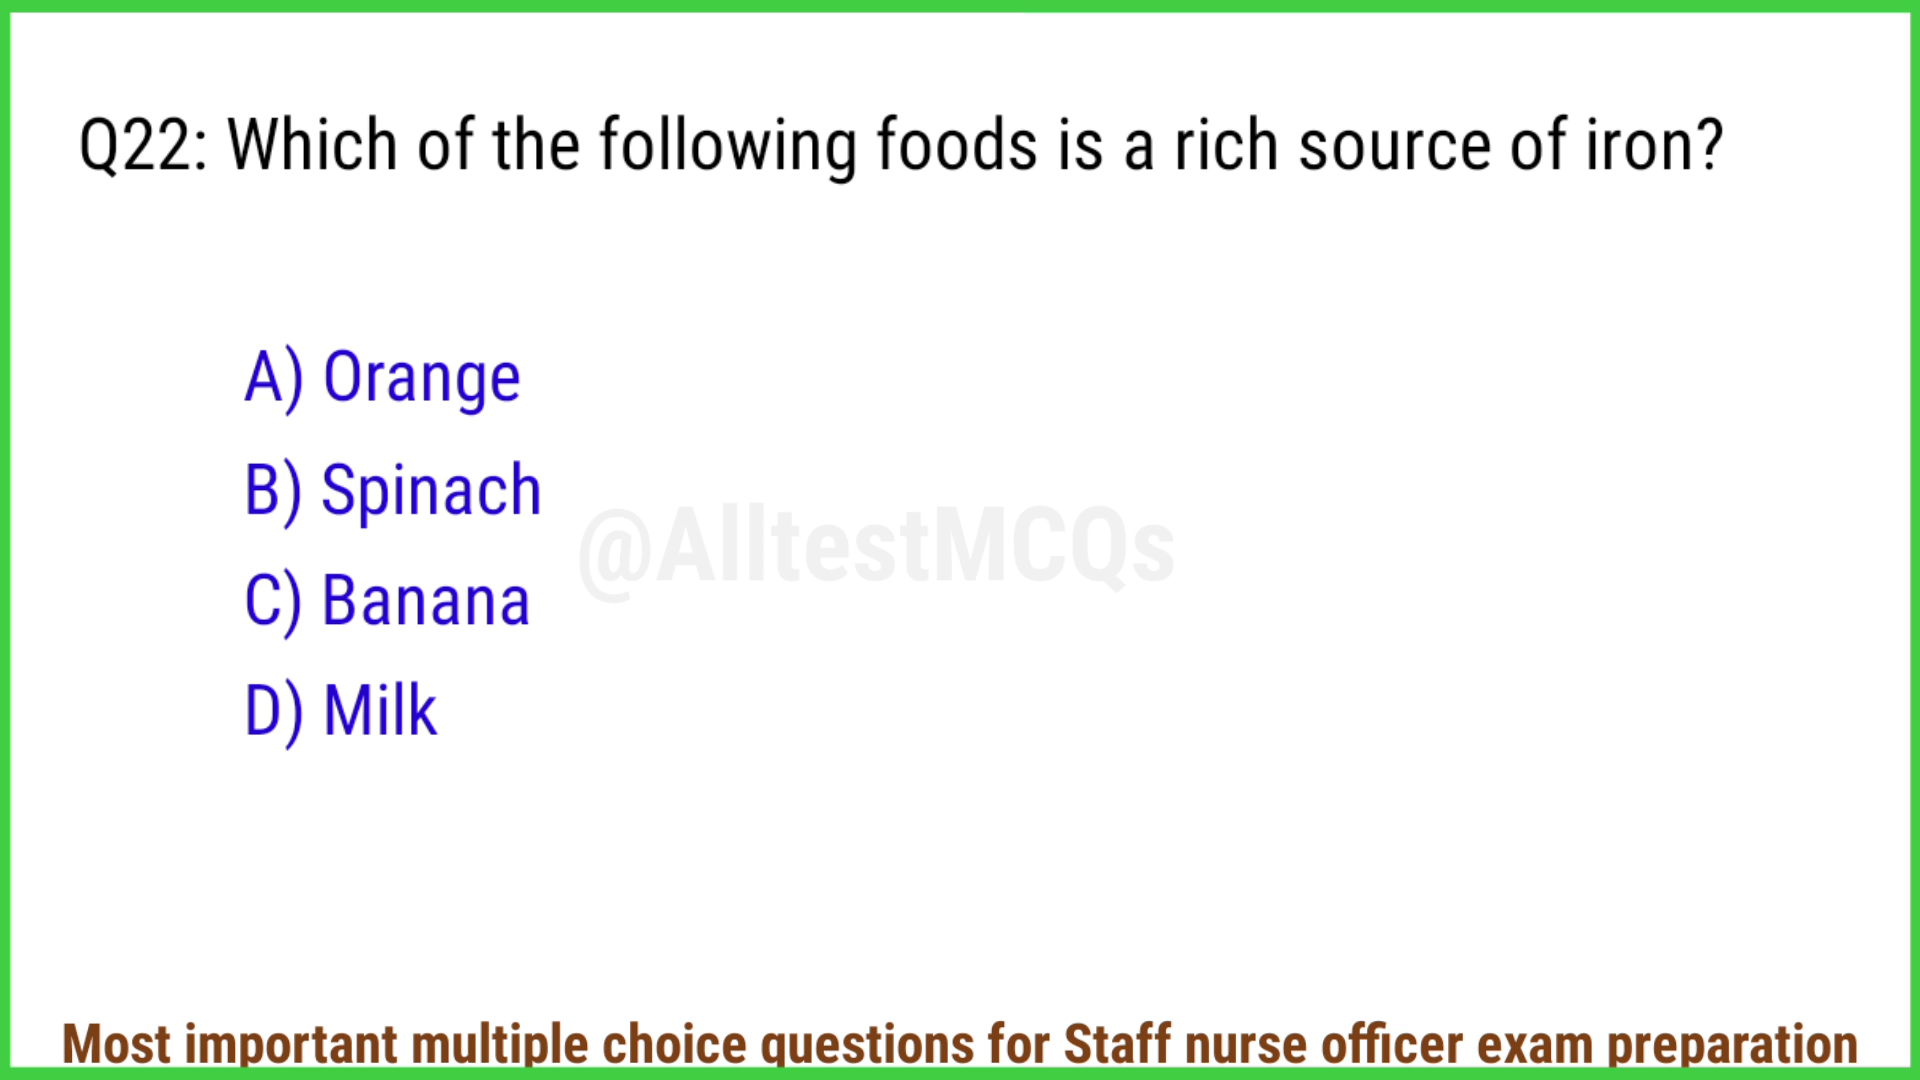 Q22: Which of the following foods is a rich source of iron?
A) Orange
B) Spinach
@AlltestMCQs
C) Banana
D) Milk
Most important multiple choice questions for Staff nurse officer exam preparation